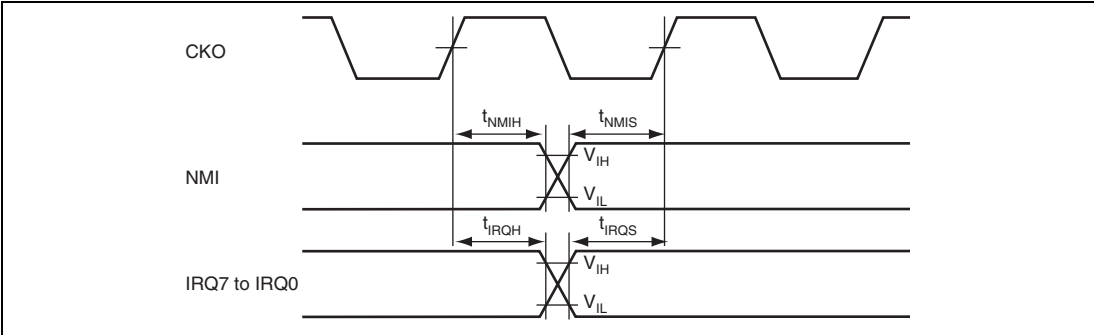 CKO
tNMIH tNMIS
VIH
NMI
VIL
tIRQH tIRQS
VIH
IRQ7 to IRQ0
VIL